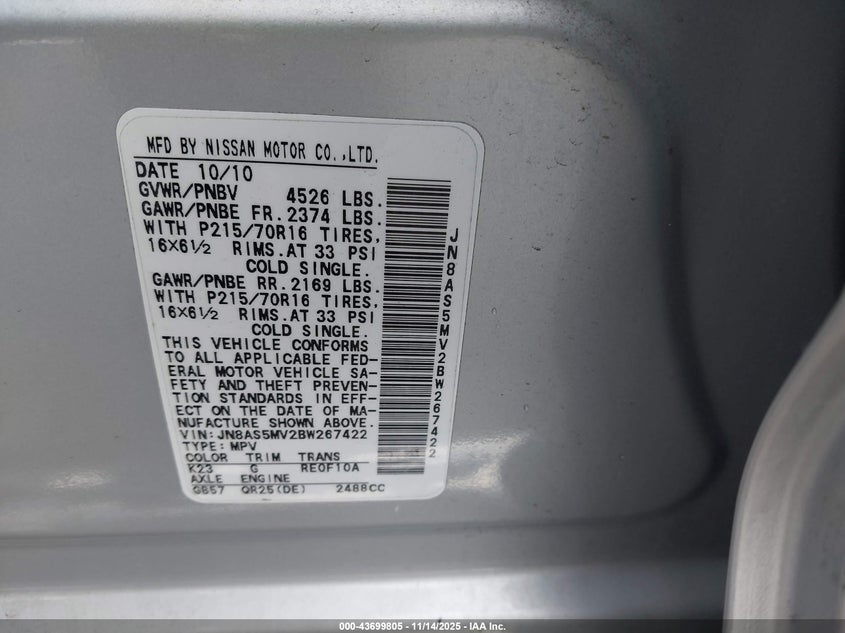 MFD BY NISSAN MOTOR CO.,LTD.
DATE 10/10
GVWR/PNBV 4526 LBS.
GAWR/PNBE FR. 2374 LBS.
WITH P215/70R16 TIRES,
16X6½ RIMS. AT 33 PSI
COLD SINGLE.
GAWR/PNBE RR. 2169 LBS.
WITH P215/70R16 TIRES,
16X6½ RIMS. AT 33 PSI
COLD SINGLE.
THIS VEHICLE CONFORMS
TO ALL APPLICABLE FED-
ERAL MOTOR VEHICLE SA-
FETY AND THEFT PREVEN-
TION STANDARDS IN EFF-
ECT ON THE DATE OF MA-
NUFACTURE SHOWN ABOVE.
VIN: JN8AS5MV2BW267422
TYPE: MPV
COLOR TRIM TRANS
K23 G RE0F10A
AXLE ENGINE
GB57 QR25(DE) 2488CC
JN8AS5MV2BW267422
000-43699805 - 11/14/2025 - IAA Inc.